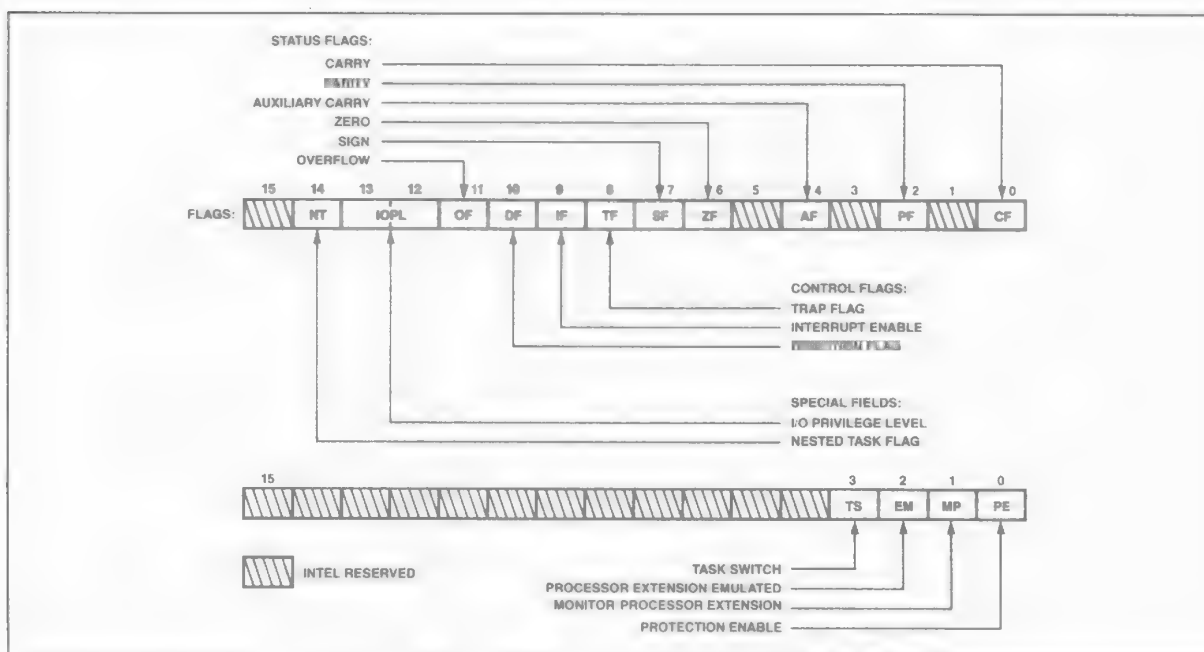 STATUS FLAGS:
CARRY
AUXILIARY CARRY
ZERO
SIGN
OVERFLOW
15 14 13 12 11 10 9 8 7 6 5 4 3 2 1 0
FLAGS: NT IOPL OF DF IF TF SF ZF AF PF CF
CONTROL FLAGS:
TRAP FLAG
INTERRUPT ENABLE
FLAG
SPECIAL FIELDS:
I/O PRIVILEGE LEVEL
NESTED TASK FLAG
15 3 2 1 0
TS EM MP PE
INTEL RESERVED
TASK SWITCH
PROCESSOR EXTENSION EMULATED
MONITOR PROCESSOR EXTENSION
PROTECTION ENABLE